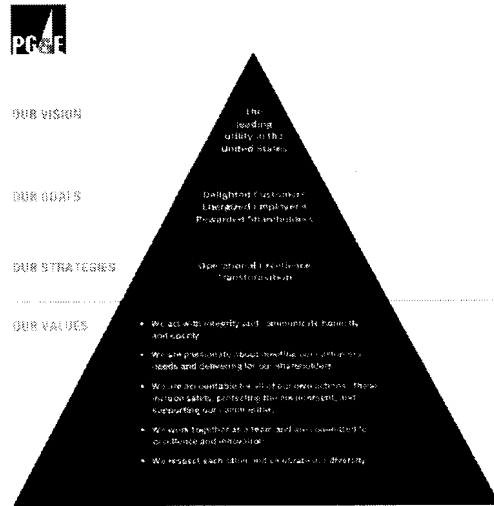 PG&E
OUR VISION
The
leading
utility in the
United States
OUR GOALS
Delighted Customers
Energized Employees
Rewarded Shareholders
OUR STRATEGIES
Operational Excellence
Transformation
OUR VALUES
• We act with integrity and communicate honestly
and openly.
• We are passionate about meeting our customers'
needs and delivering for our shareholders.
• We are accountable for all of our own actions. These
include safety, protecting the environment, and
supporting our communities.
• We work together as a team and are committed to
excellence and innovation.
• We respect each other and celebrate our diversity.